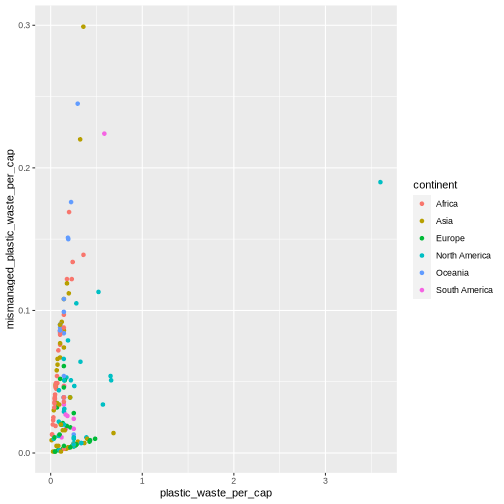 mismanaged_plastic_waste_per_cap
0.3
0.2
0.1
0.0
0
1
2
3
plastic_waste_per_cap
continent
Africa
Asia
Europe
North America
Oceania
South America